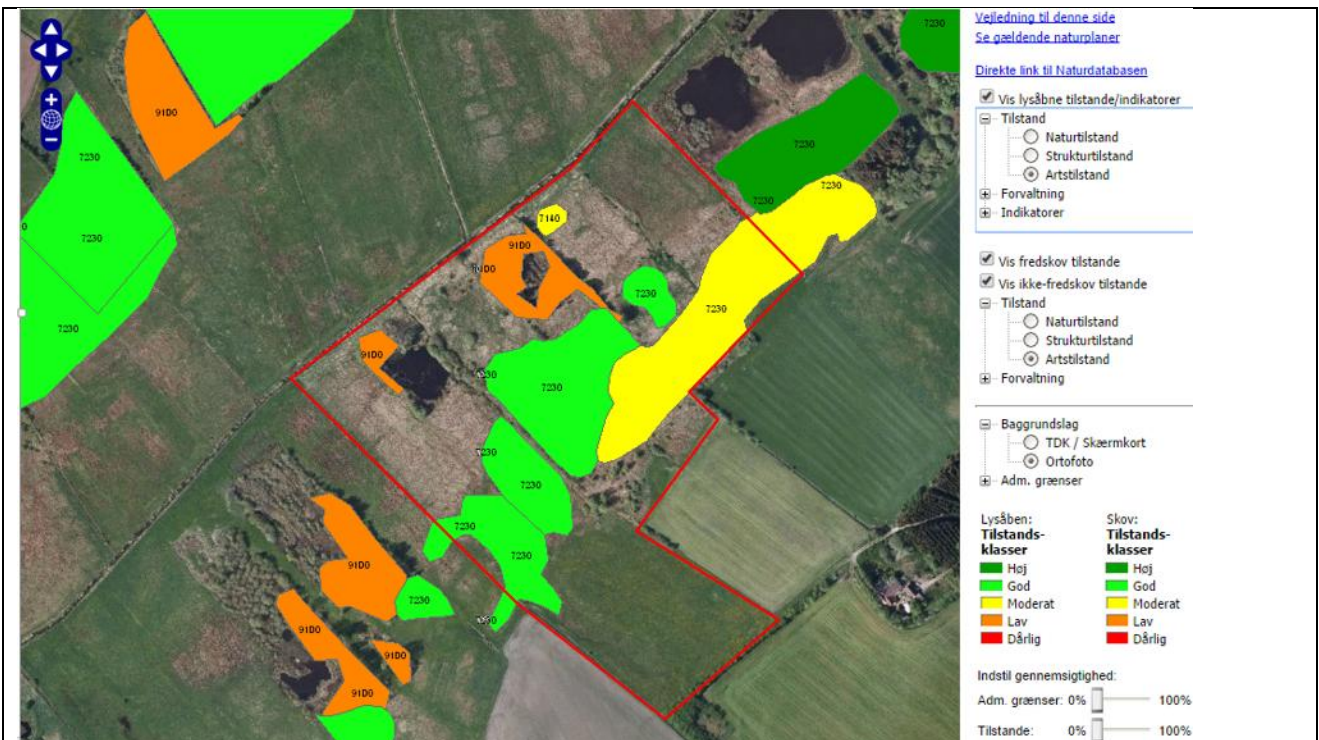 7230
91D0
7230
7230
7230
7230
7230
7230
7140
91D0
7230
7230
91D0
7230
7230
7230
7230
7230
7230
91D0
7230
91D0
91D0
91D0
Vejledning til denne side
Se gældende naturplaner
Direkte link til Naturdatabasen
Vis lysåbne tilstande/indikatorer
Tilstand
Naturtilstand
Strukturtilstand
Artstilstand
Forvaltning
Indikatorer
Vis fredskov tilstande
Vis ikke-fredskov tilstande
Tilstand
Naturtilstand
Strukturtilstand
Artstilstand
Forvaltning
Baggrundslag
TDK / Skærmkort
Ortofoto
Adm. grænser
Lysåben: Skov:
Tilstands- Tilstands-
klasser klasser
Høj Høj
God God
Moderat Moderat
Lav Lav
Dårlig Dårlig
Indstil gennemsigtighed:
Adm. grænser: 0% 100%
Tilstande: 0% 100%